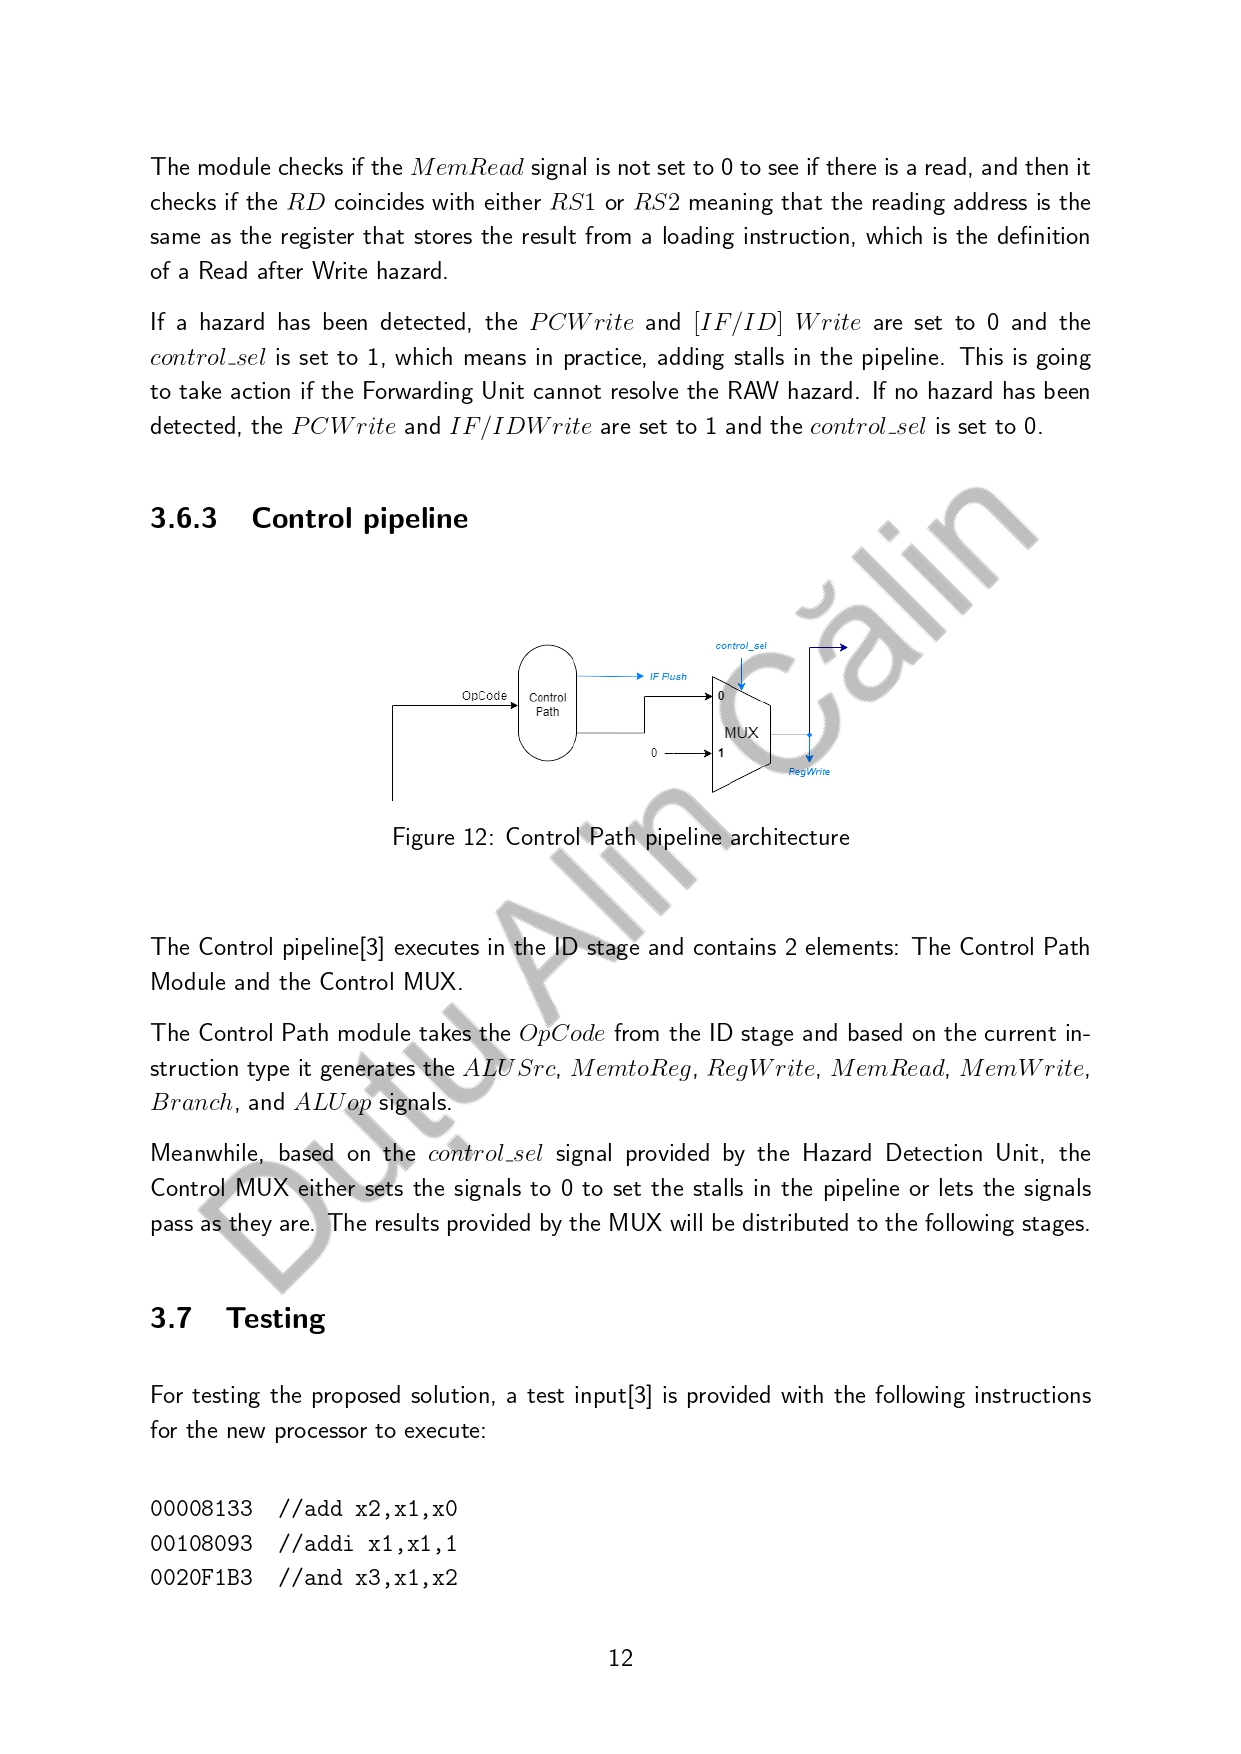 The module checks if the MemRead signal is not set to 0 to see if there is a read, and then it
checks if the RD coincides with either RS1 or RS2 meaning that the reading address is the
same as the register that stores the result from a loading instruction, which is the definition
of a Read after Write hazard.
If a hazard has been detected, the PCWrite and [IF/ID] Write are set to 0 and the
control_sel is set to 1, which means in practice, adding stalls in the pipeline. This is going
to take action if the Forwarding Unit cannot resolve the RAW hazard. If no hazard has been
detected, the PCWrite and IF/IDWrite are set to 1 and the control_sel is set to 0.
3.6.3 Control pipeline
control_sel
IF Flush
OpCode
Control
Path
0
MUX
0
1
RegWrite
Figure 12: Control Path pipeline architecture
The Control pipeline[3] executes in the ID stage and contains 2 elements: The Control Path
Module and the Control MUX.
The Control Path module takes the OpCode from the ID stage and based on the current in-
struction type it generates the ALUSrc, MemtoReg, RegWrite, MemRead, MemWrite,
Branch, and ALUop signals.
Meanwhile, based on the control_sel signal provided by the Hazard Detection Unit, the
Control MUX either sets the signals to 0 to set the stalls in the pipeline or lets the signals
pass as they are. The results provided by the MUX will be distributed to the following stages.
3.7 Testing
For testing the proposed solution, a test input[3] is provided with the following instructions
for the new processor to execute:
00008133 //add x2,x1,x0
00108093 //addi x1,x1,1
0020F1B3 //and x3,x1,x2
12
Duțu Alin Călin